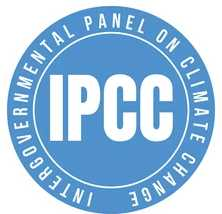 INTERGOVERNMENTAL PANEL ON CLIMATE CHANGE
IPCC